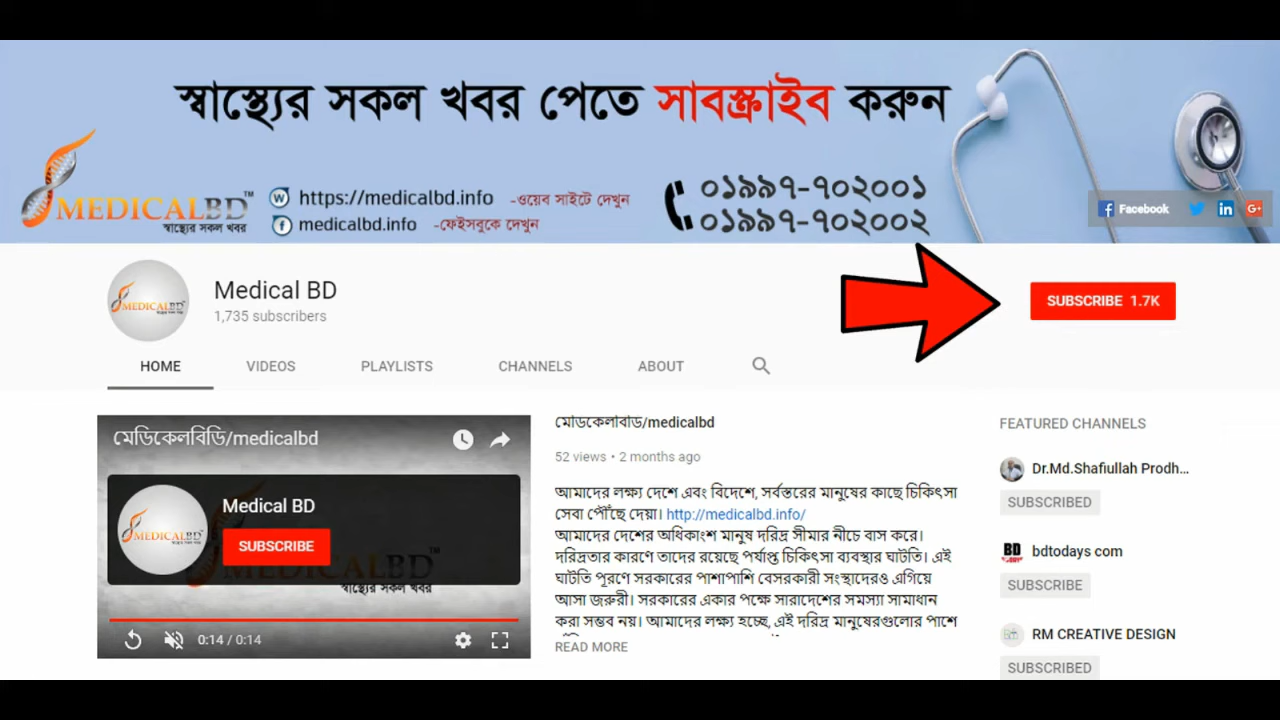 স্বাস্থ্যের সকল খবর পেতে সাবস্ক্রাইব করুন
MEDICALBD™
স্বাস্থ্যের সকল খবর
https://medicalbd.info -ওয়েব সাইটে দেখুন
medicalbd.info -ফেইসবুকে দেখুন
০১৯৯৭-৭০২০০১
০১৯৯৭-৭০২০০২
Facebook
Medical BD
1,735 subscribers
SUBSCRIBE 1.7K
HOME VIDEOS PLAYLISTS CHANNELS ABOUT
মেডিকেলবিডি/medicalbd
Medical BD
SUBSCRIBE
MEDICALBD™
স্বাস্থ্যের সকল খবর
0:14 / 0:14
মেডিকেলবিডি/medicalbd
52 views • 2 months ago
আমাদের লক্ষ্য দেশে এবং বিদেশে, সর্বস্তরের মানুষের কাছে চিকিৎসা
সেবা পৌঁছে দেয়া। http://medicalbd.info/
আমাদের দেশের অধিকাংশ মানুষ দরিদ্র সীমার নীচে বাস করে।
দরিদ্রতার কারণে তাদের রয়েছে পর্যাপ্ত চিকিৎসা ব্যবস্থার ঘাটতি। এই
ঘাটতি পূরণে সরকারের পাশাপাশি বেসরকারী সংস্থাদেরও এগিয়ে
আসা জরুরী। সরকারের একার পক্ষে সারাদেশের সমস্যা সামাধান
করা সম্ভব নয়। আমাদের লক্ষ্য হচ্ছে, এই দরিদ্র মানুষেরগুলোর পাশে
READ MORE
FEATURED CHANNELS
Dr.Md.Shafiullah Prodh...
SUBSCRIBED
bdtodays com
SUBSCRIBE
RM CREATIVE DESIGN
SUBSCRIBED